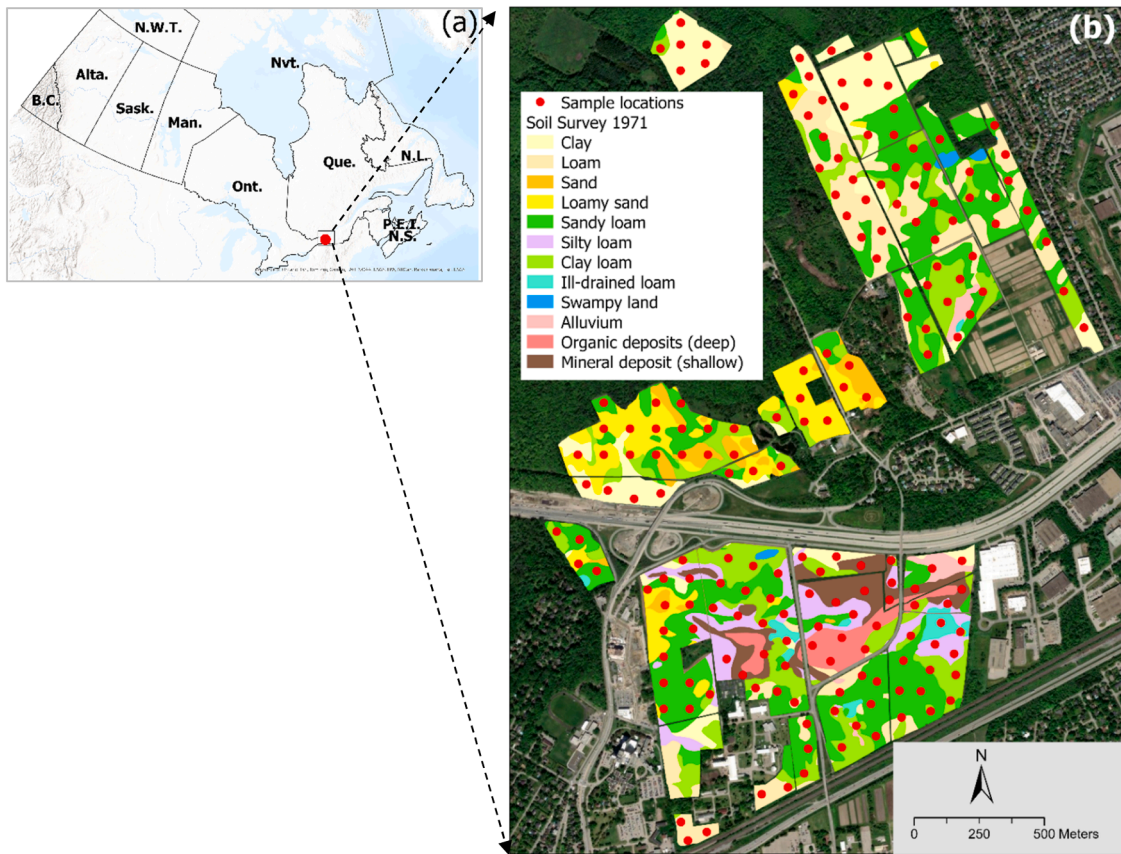 (a)
N.W.T.
Nvt.
Alta.
B.C.
Sask.
Man.
Que.
N.L.
Ont.
P.E.I.
N.S.
(b)
Sample locations
Soil Survey 1971
Clay
Loam
Sand
Loamy sand
Sandy loam
Silty loam
Clay loam
Ill-drained loam
Swampy land
Alluvium
Organic deposits (deep)
Mineral deposit (shallow)
N
0 250 500 Meters